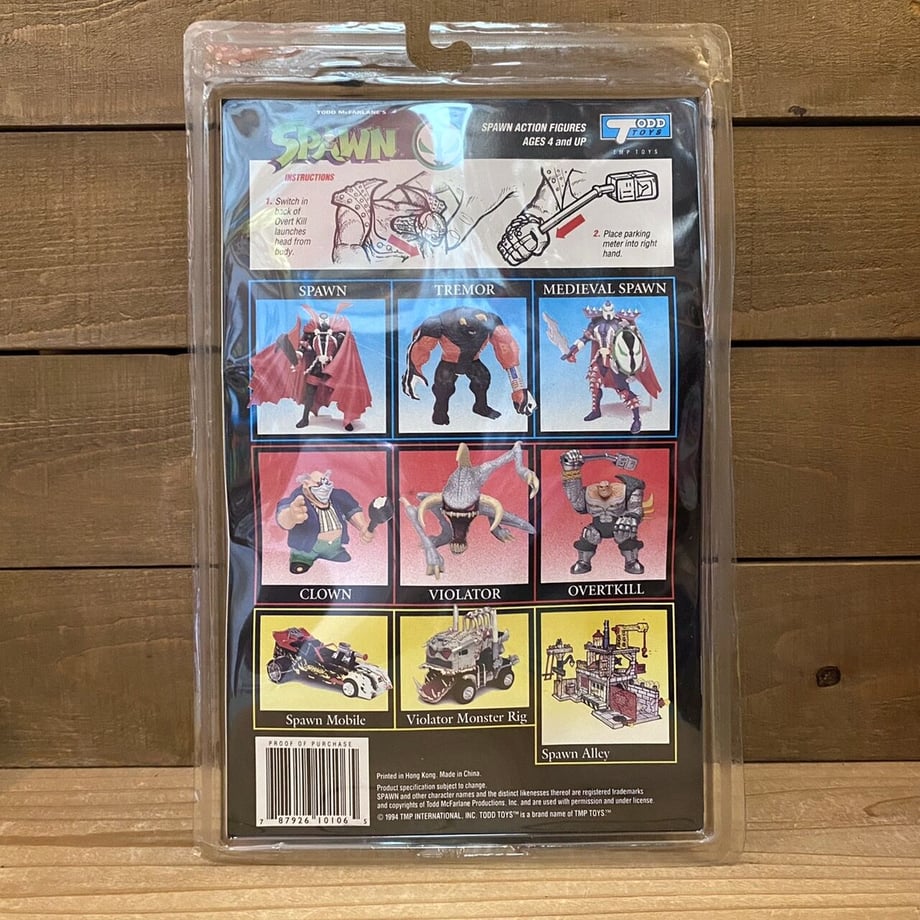 TODD McFARLANE'S
SPAWN
SPAWN ACTION FIGURES
AGES 4 and UP
TODD
TOYS
TMP TOYS
INSTRUCTIONS
1. Switch in
back of
Overt Kill
launches
head from
body.
2. Place parking
meter into right
hand.
SPAWN
TREMOR
MEDIEVAL SPAWN
CLOWN
VIOLATOR
OVERTKILL
Spawn Mobile
Violator Monster Rig
Spawn Alley
PROOF OF PURCHASE
7 87926 10106 5
Printed in Hong Kong. Made in China.
Product specification subject to change.
SPAWN and other character names and the distinct likenesses thereof are registered trademarks
and copyrights of Todd McFarlane Productions, Inc. and are used with permission and under license.
© 1994 TMP INTERNATIONAL, INC. TODD TOYS™ is a brand name of TMP TOYS.™